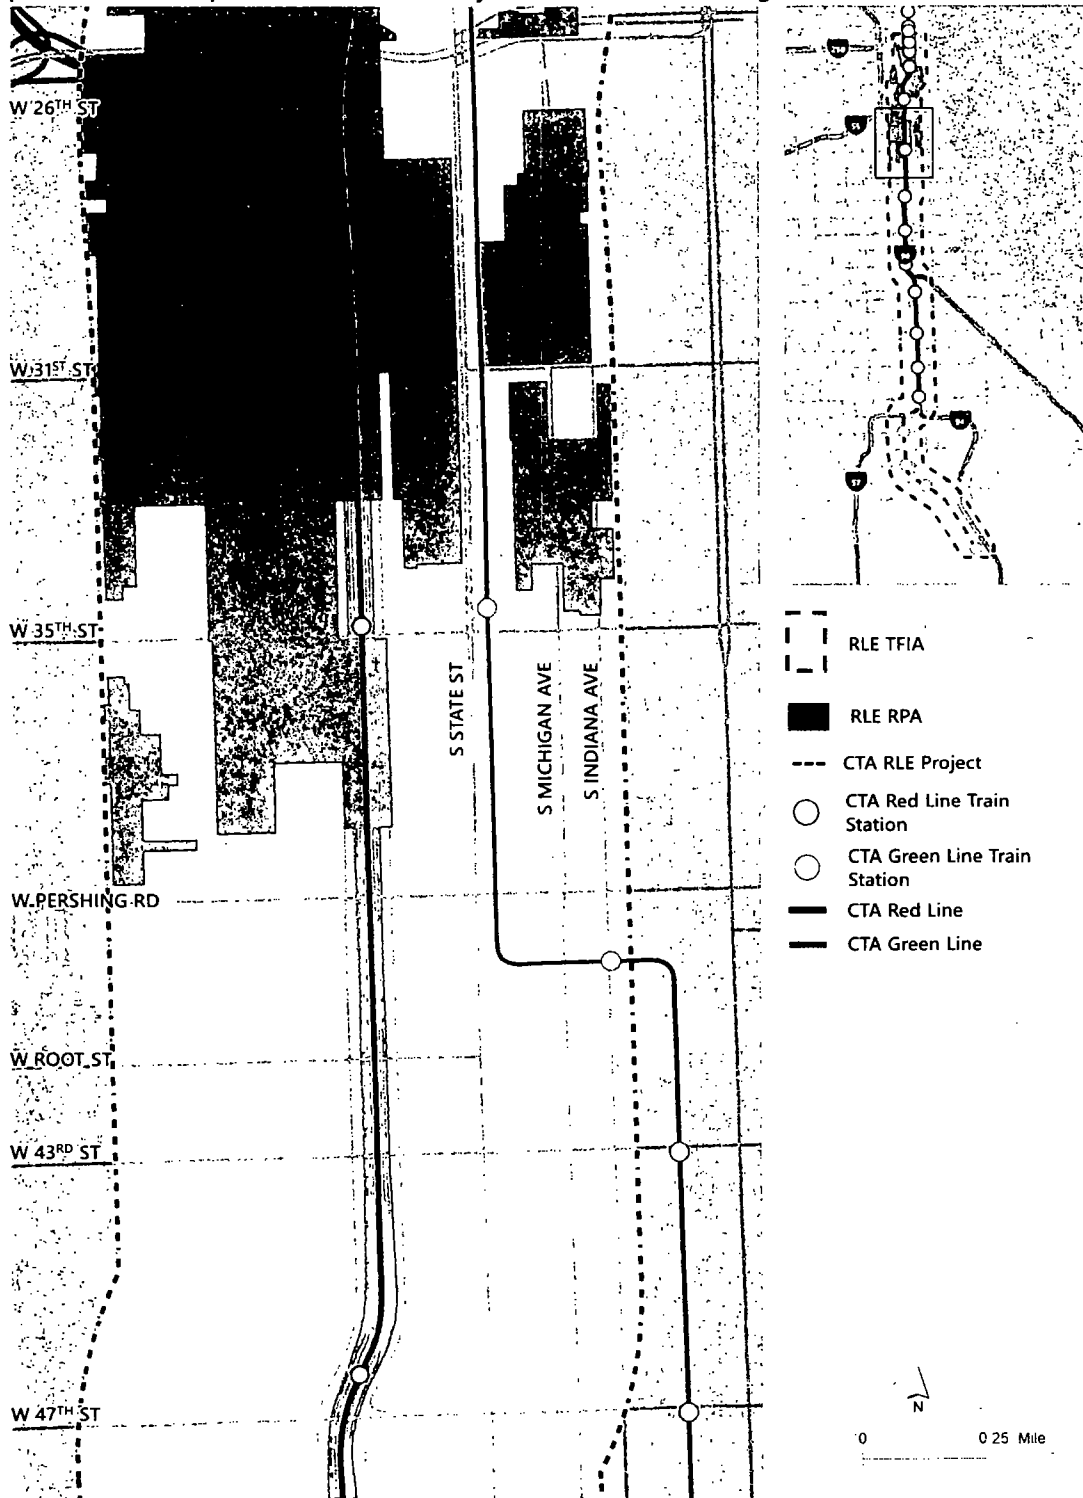 W 26TH ST
W 31ST ST
W 35TH ST
S STATE ST
S MICHIGAN AVE
S INDIANA AVE
W PERSHING RD
W ROOT ST
W 43RD ST
W 47TH ST
57
RLE TFIA
RLE RPA
CTA RLE Project
CTA Red Line Train
Station
CTA Green Line Train
Station
CTA Red Line
CTA Green Line
N
0
0 25 Mile